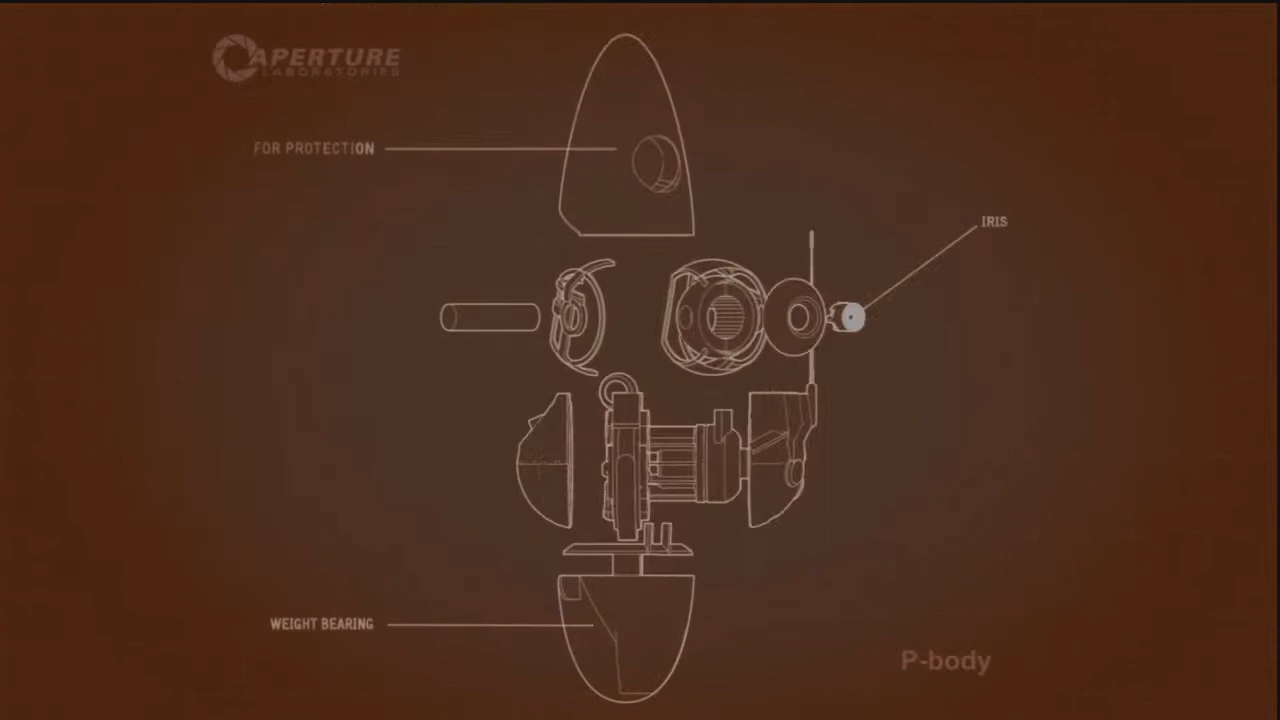 APERTURE
LABORATORIES
FOR PROTECTION
IRIS
WEIGHT BEARING
P-body